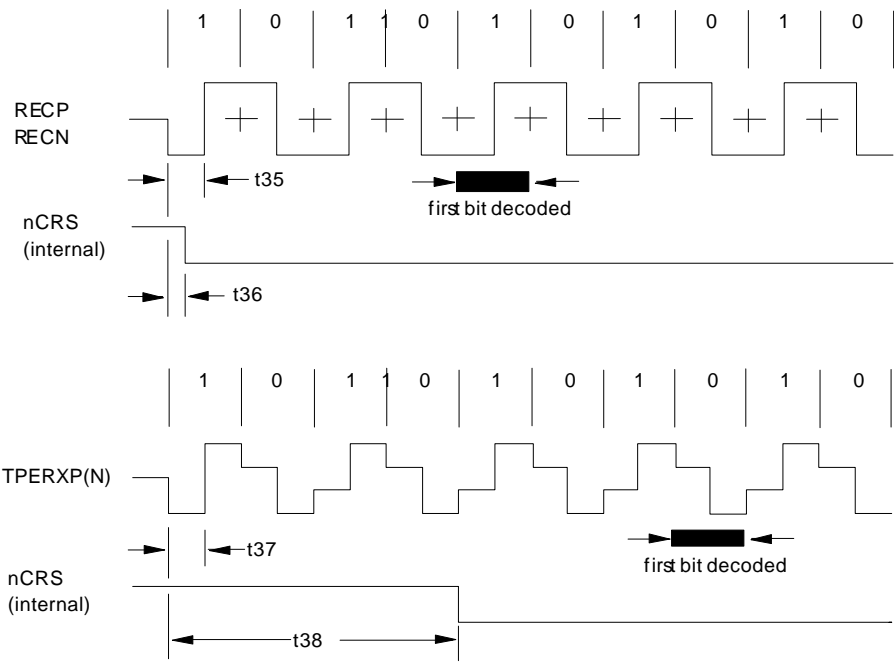 1 0 1 1 0 1 0 1 0 1 0
RECP
RECN
t35
first bit decoded
nCRS
(internal)
t36
1 0 1 1 0 1 0 1 0 1 0
TPERXP(N)
t37
first bit decoded
nCRS
(internal)
t38